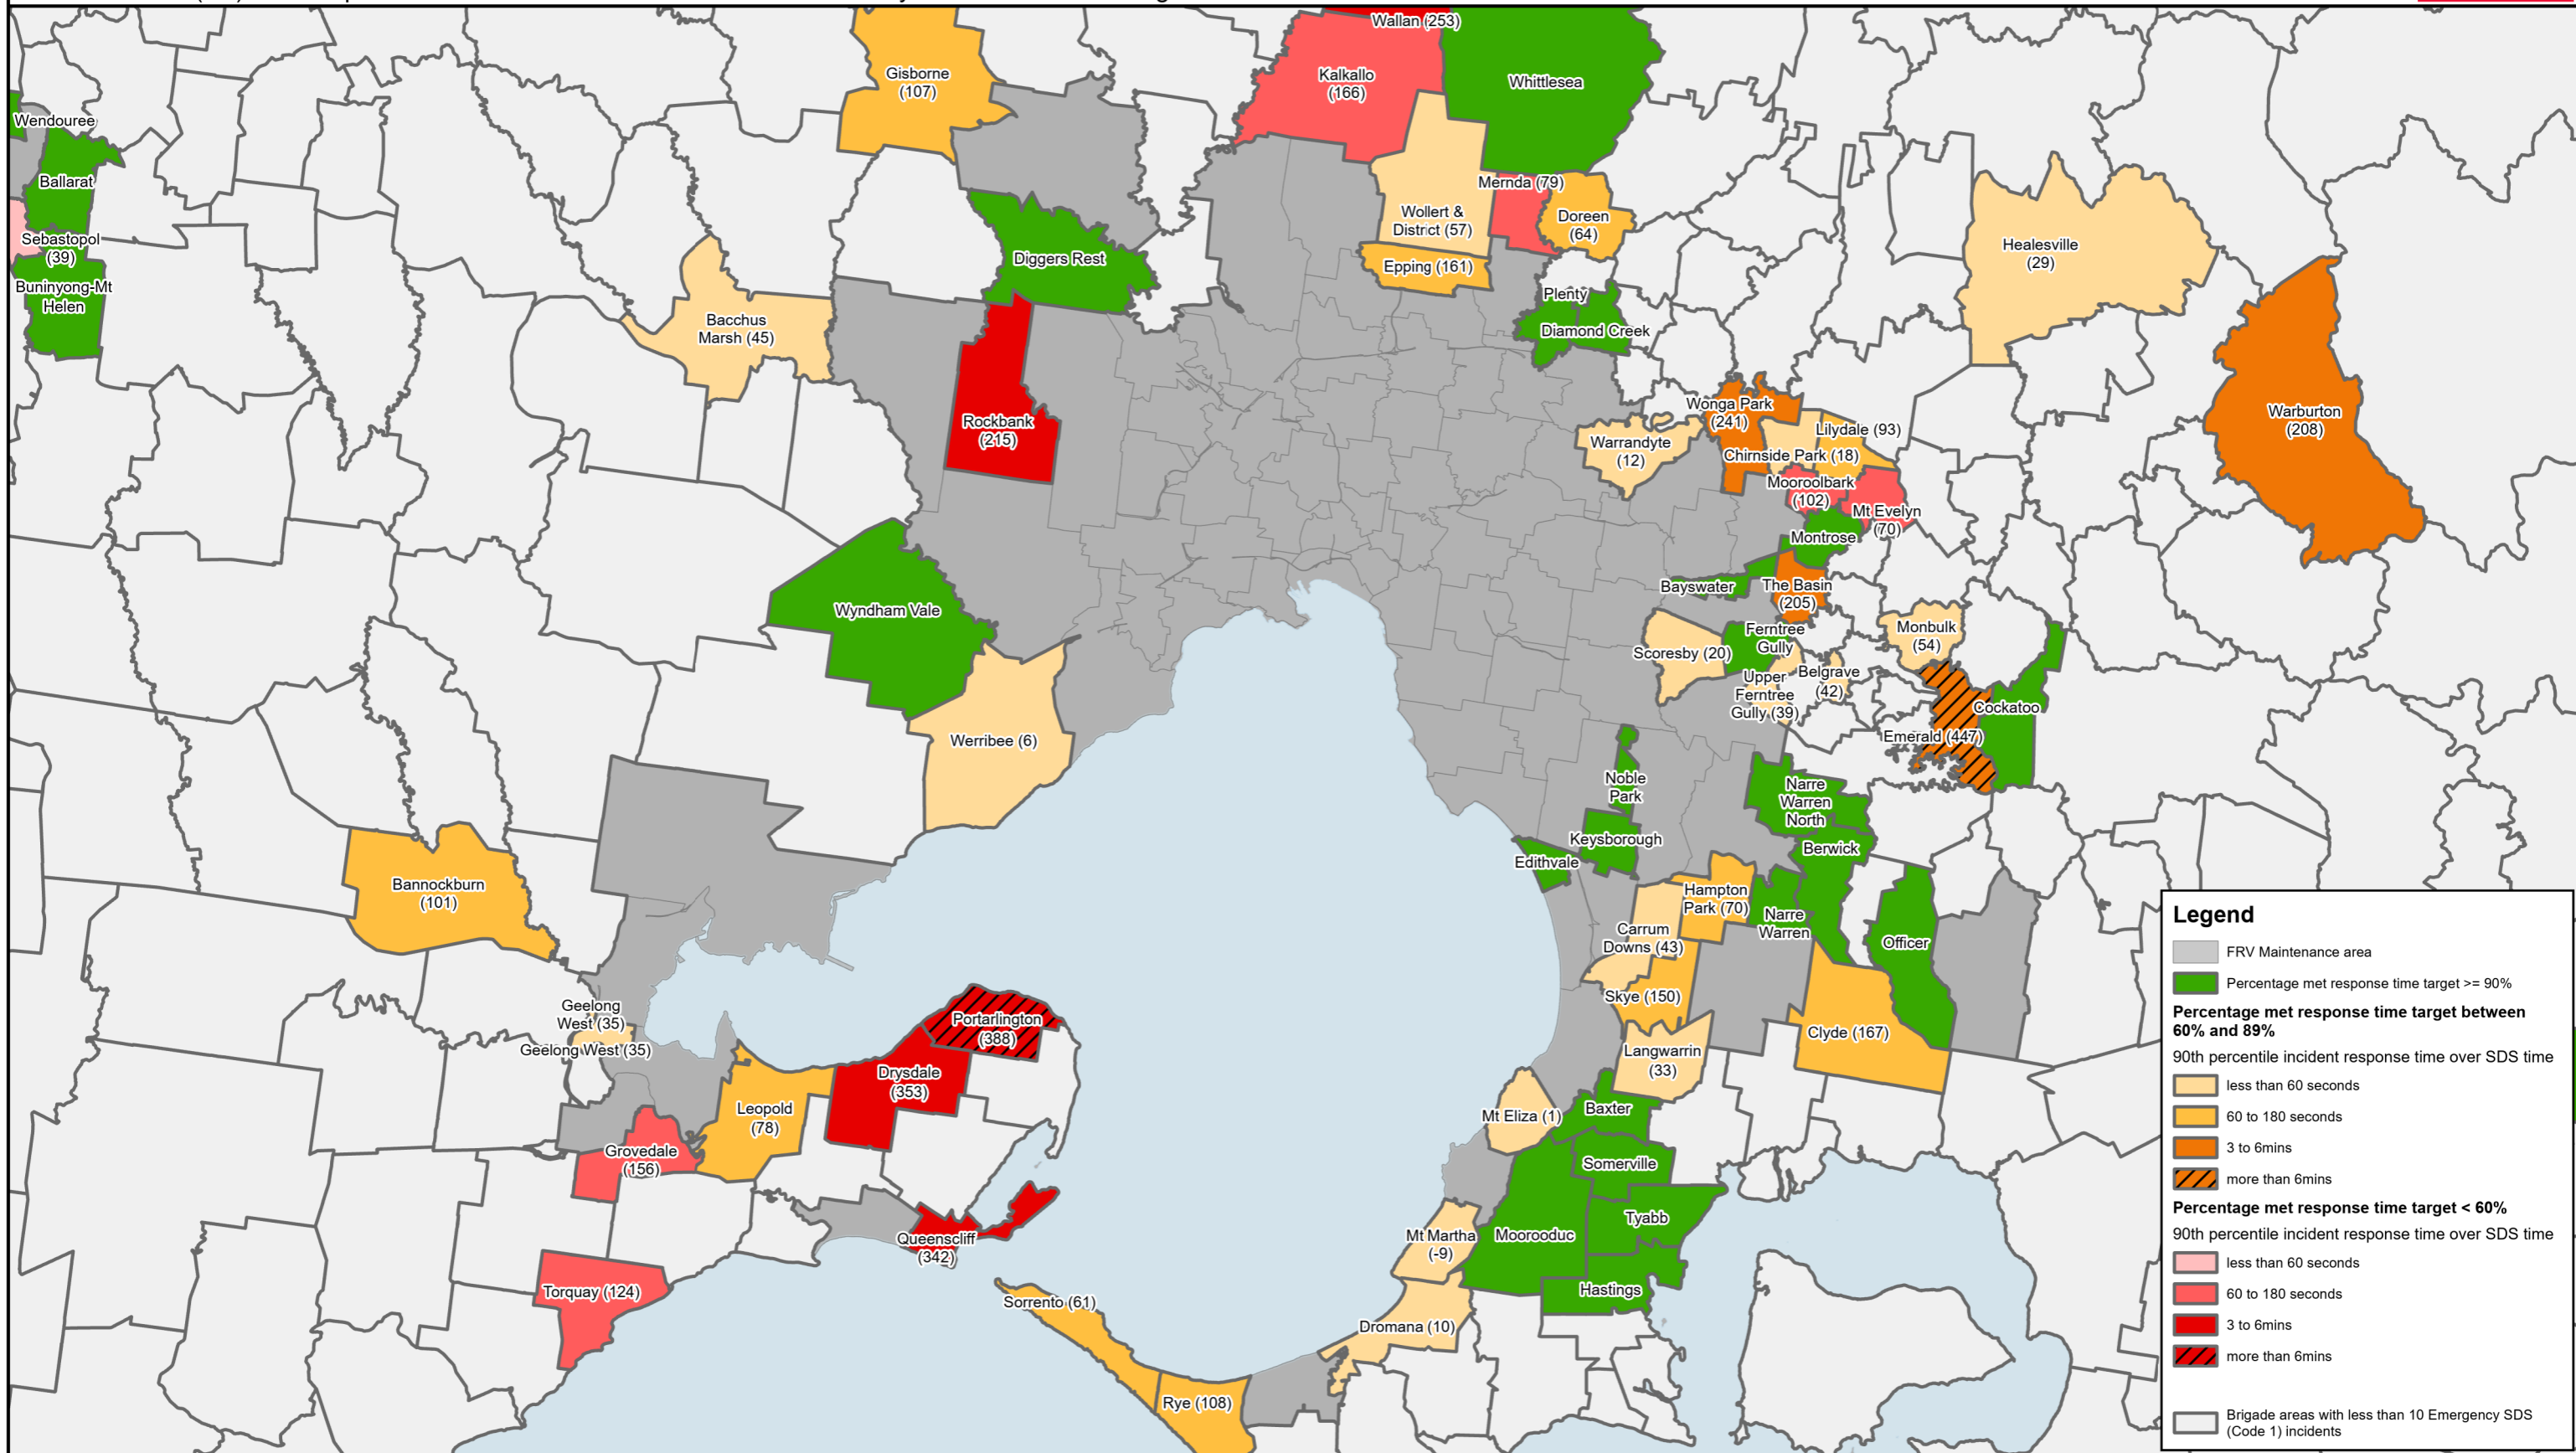 Wallan (253)
Gisborne
(107)
Kalkallo
(166)
Whittlesea
Wendouree
Ballarat
Mernda (79)
Wollert &
District (57)
Doreen
(64)
Sebastopol
(39)
Diggers Rest
Healesville
(29)
Epping (161)
Buninyong-Mt
Helen
Plenty
Bacchus
Marsh (45)
Diamond Creek
Rockbank
(215)
Wonga Park
(241)
Warburton
(208)
Warrandyte
(12)
Lilydale (93)
Chirnside Park (18)
Mooroolbark
(102)
Mt Evelyn
(70)
Montrose
Bayswater
The Basin
(205)
Wyndham Vale
Ferntree
Gully
Monbulk
(54)
Scoresby (20)
Upper
Ferntree
Gully (39)
Belgrave
(42)
Cockatoo
Werribee (6)
Emerald (447)
Noble
Park
Narre
Warren
North
Keysborough
Berwick
Edithvale
Bannockburn
(101)
Hampton
Park (70)
Narre
Warren
Carrum
Downs (43)
Officer
Skye (150)
Geelong
West (35)
Portarlington
(388)
Clyde (167)
Geelong West (35)
Langwarrin
(33)
Drysdale
(353)
Leopold
(78)
Mt Eliza (1)
Baxter
Grovedale
(156)
Somerville
Tyabb
Queenscliff
(342)
Mt Martha
(-9)
Moorooduc
Torquay (124)
Hastings
Sorrento (61)
Dromana (10)
Rye (108)
Legend
FRV Maintenance area
Percentage met response time target >= 90%
Percentage met response time target between
60% and 89%
90th percentile incident response time over SDS time
less than 60 seconds
60 to 180 seconds
3 to 6mins
more than 6mins
Percentage met response time target < 60%
90th percentile incident response time over SDS time
less than 60 seconds
60 to 180 seconds
3 to 6mins
more than 6mins
Brigade areas with less than 10 Emergency SDS
(Code 1) incidents